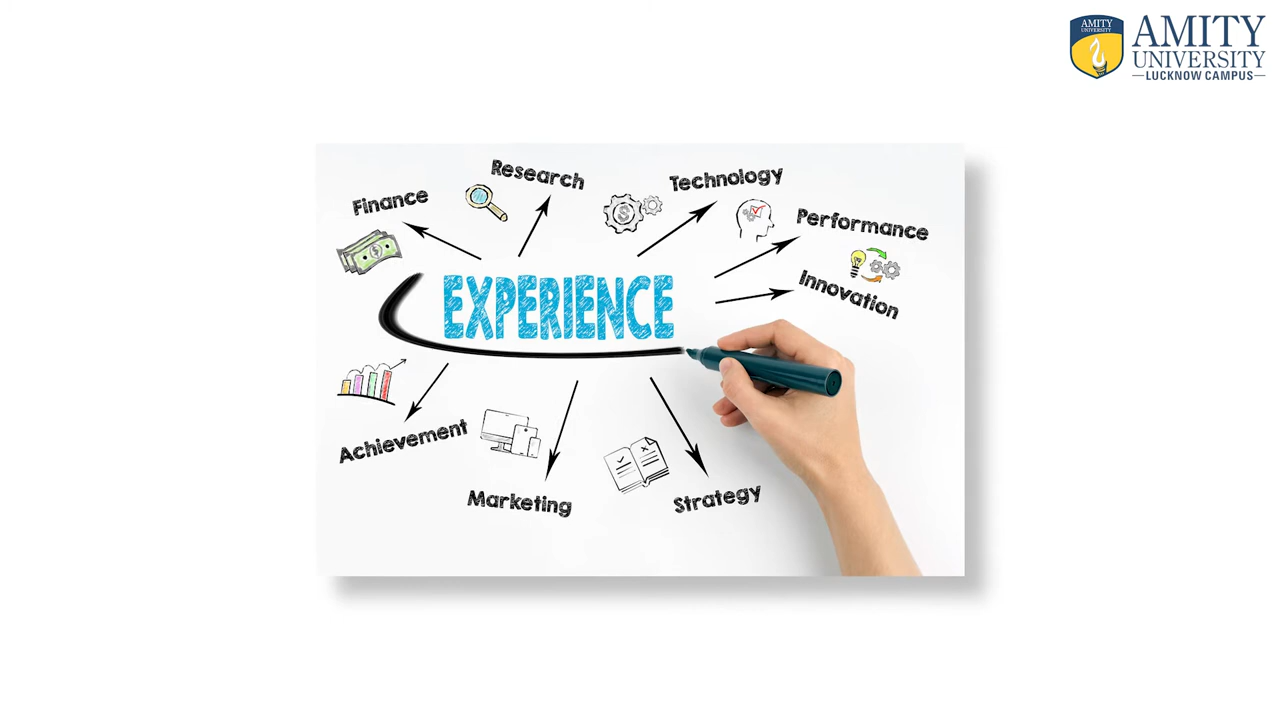 AMITY
UNIVERSITY
AMITY
UNIVERSITY
LUCKNOW CAMPUS
Research
Technology
Finance
Performance
Innovation
EXPERIENCE
Achievement
Marketing
Strategy